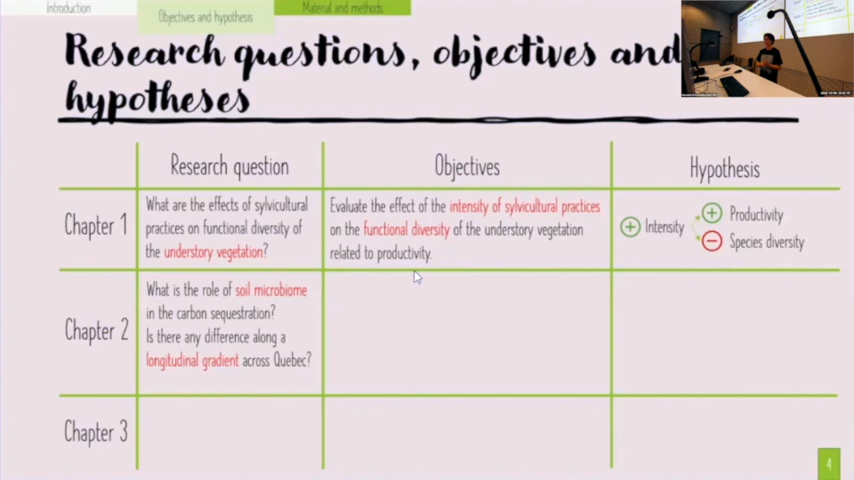 Introduction
Objectives and hypothesis
Material and methods
Research questions, objectives and
hypotheses
Research question
Objectives
Hypothesis
Chapter 1
What are the effects of sylvicultural
practices on functional diversity of
the understory vegetation?
Evaluate the effect of the intensity of sylvicultural practices
on the functional diversity of the understory vegetation
related to productivity.
+ Intensity
+ Productivity
− Species diversity
Chapter 2
What is the role of soil microbiome
in the carbon sequestration?
Is there any difference along a
longitudinal gradient across Quebec?
Chapter 3
4